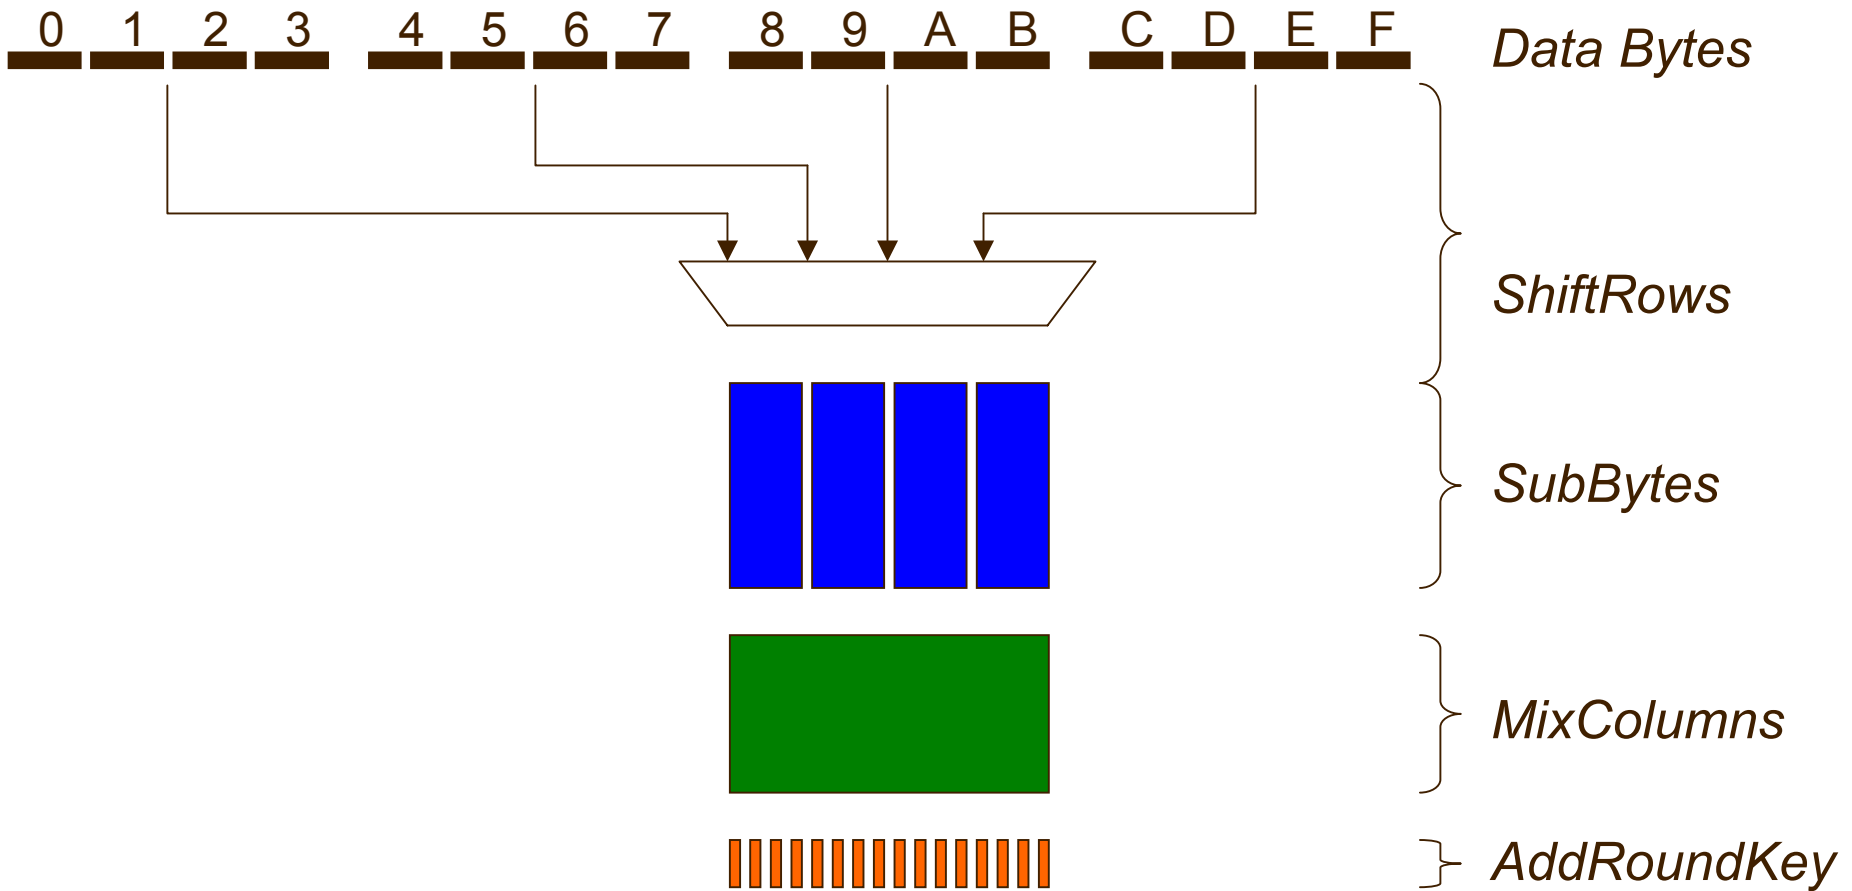 0 1 2 3 4 5 6 7 8 9 A B C D E F Data Bytes
ShiftRows
SubBytes
MixColumns
AddRoundKey